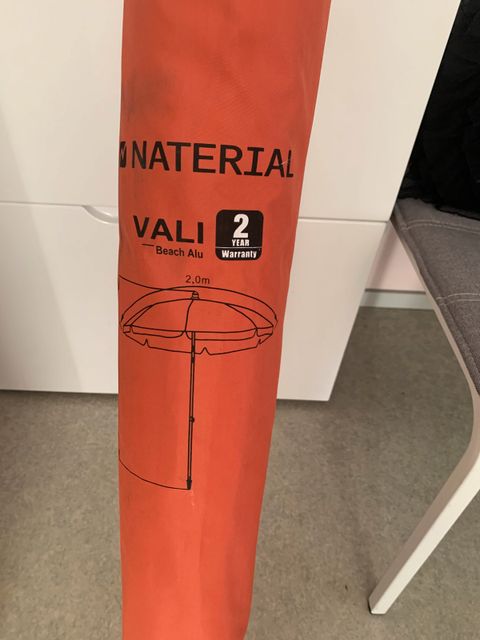 NATERIAL
VALI
Beach Alu
2
YEAR
Warranty
2,0m